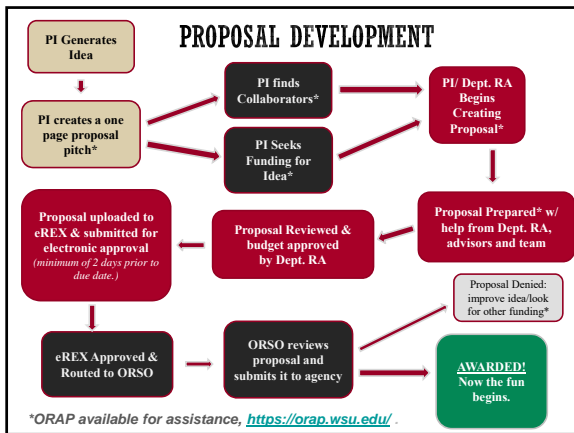 PROPOSAL DEVELOPMENT
PI Generates
Idea
PI creates a one
page proposal
pitch*
PI finds
Collaborators*
PI Seeks
Funding for
Idea*
PI/ Dept. RA
Begins
Creating
Proposal*
Proposal Prepared* w/
help from Dept. RA,
advisors and team
Proposal Reviewed &
budget approved
by Dept. RA
Proposal uploaded to
eREX & submitted for
electronic approval
(minimum of 2 days prior to
due date.)
eREX Approved &
Routed to ORSO
ORSO reviews
proposal and
submits it to agency
Proposal Denied:
improve idea/look
for other funding*
AWARDED!
Now the fun
begins.
*ORAP available for assistance, https://orap.wsu.edu/ .